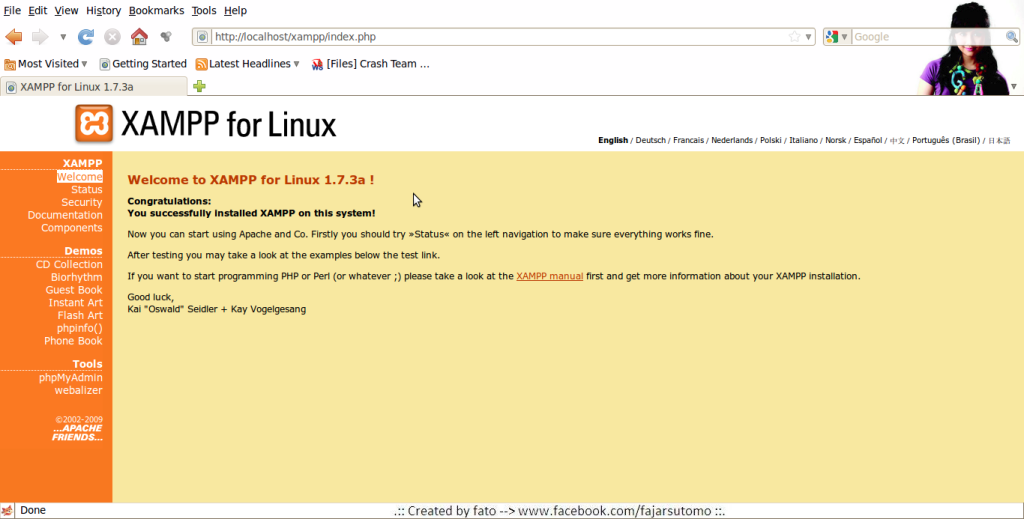 File Edit View History Bookmarks Tools Help
http://localhost/xampp/index.php
Google
Most Visited Getting Started Latest Headlines [Files] Crash Team ...
XAMPP for Linux 1.7.3a
XAMPP for Linux
English / Deutsch / Francais / Nederlands / Polski / Italiano / Norsk / Español / 中文 / Português (Brasil) / 日本語
XAMPP
Welcome
Status
Security
Documentation
Components
Demos
CD Collection
Biorhythm
Guest Book
Instant Art
Flash Art
phpinfo()
Phone Book
Tools
phpMyAdmin
webalizer
©2002-2009
...APACHE
FRIENDS...
Welcome to XAMPP for Linux 1.7.3a !
Congratulations:
You successfully installed XAMPP on this system!
Now you can start using Apache and Co. Firstly you should try »Status« on the left navigation to make sure everything works fine.
After testing you may take a look at the examples below the test link.
If you want to start programming PHP or Perl (or whatever ;) please take a look at the XAMPP manual first and get more information about your XAMPP installation.
Good luck,
Kai "Oswald" Seidler + Kay Vogelgesang
Done
.:: Created by fato --> www.facebook.com/fajarsutomo ::.